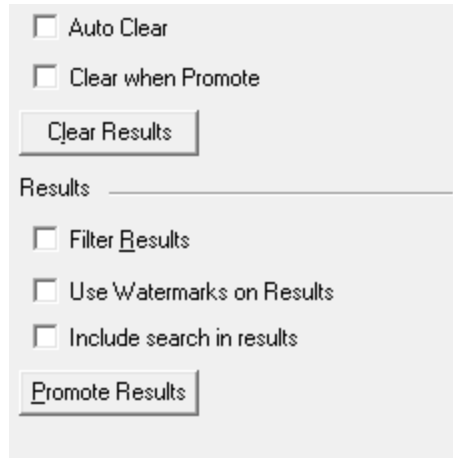 Auto Clear
Clear when Promote
Clear Results
Results
Filter Results
Use Watermarks on Results
Include search in results
Promote Results